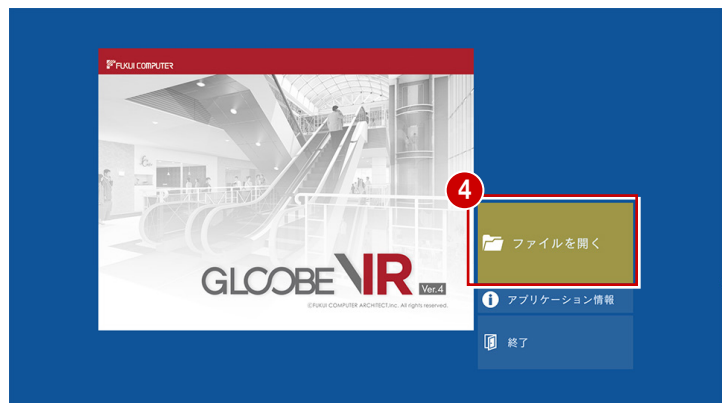 FUKUI COMPUTER
GLOOBE VR Ver.4
©FUKUI COMPUTER ARCHITECT.Inc. All rights reserved.
4
ファイルを開く
アプリケーション情報
終了